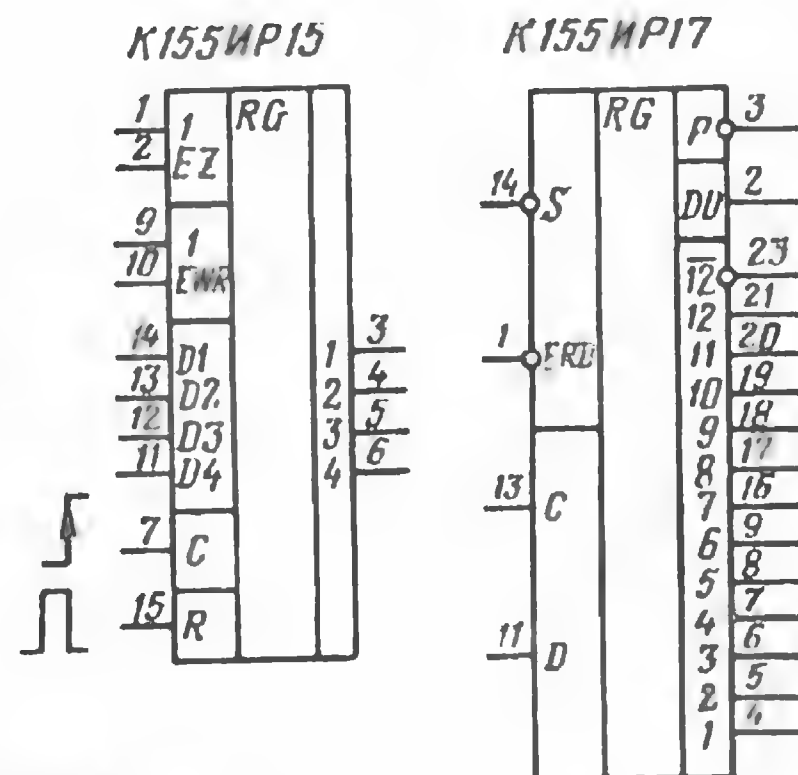 К155ИР15
1 1 RG
2 EZ
9 1
10 EWR
14 D1 1 3
13 D2 2 4
12 D3 3 5
11 D4 4 6
7 C
15 R
К155ИР17
RG P 3
14 S DU 2
1 ERD
13 C
11 D
12 23
12 21
11 20
10 19
9 18
8 17
7 16
6 9
5 8
4 7
3 6
2 5
1 4